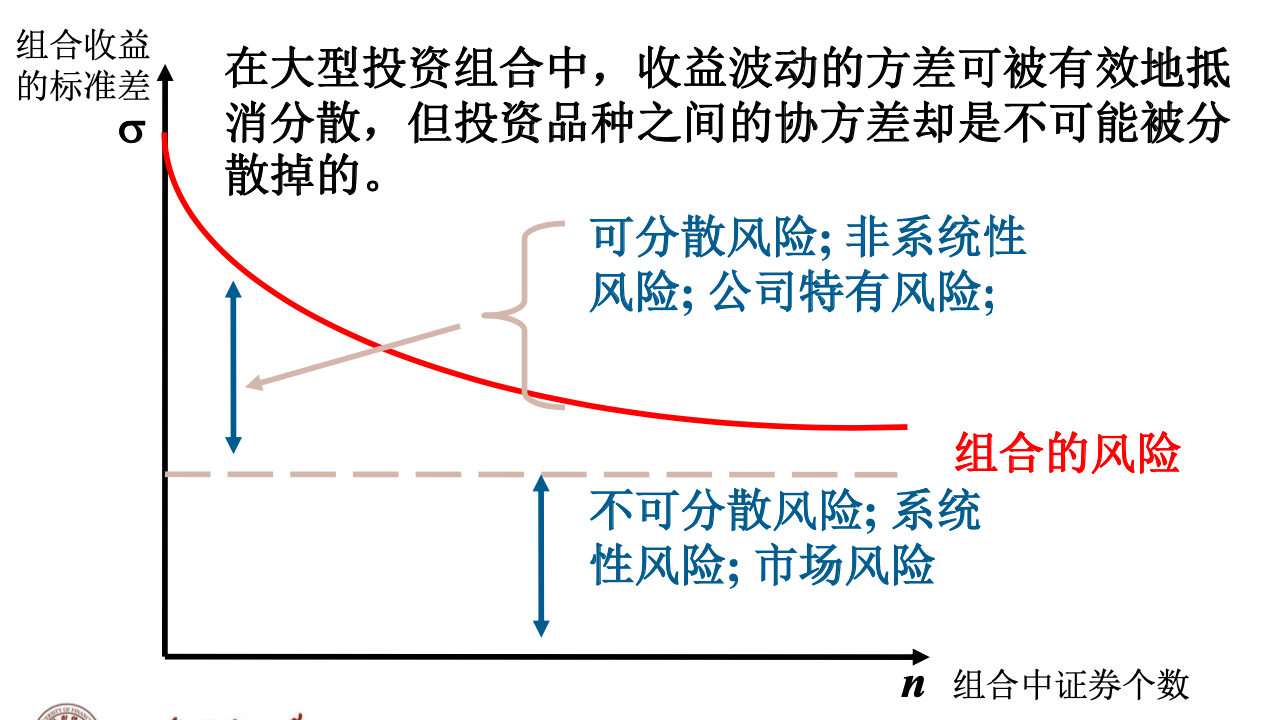 组合收益
的标准差
σ
在大型投资组合中，收益波动的方差可被有效地抵
消分散，但投资品种之间的协方差却是不可能被分
散掉的。
可分散风险; 非系统性
风险; 公司特有风险;
组合的风险
不可分散风险; 系统
性风险; 市场风险
n 组合中证券个数